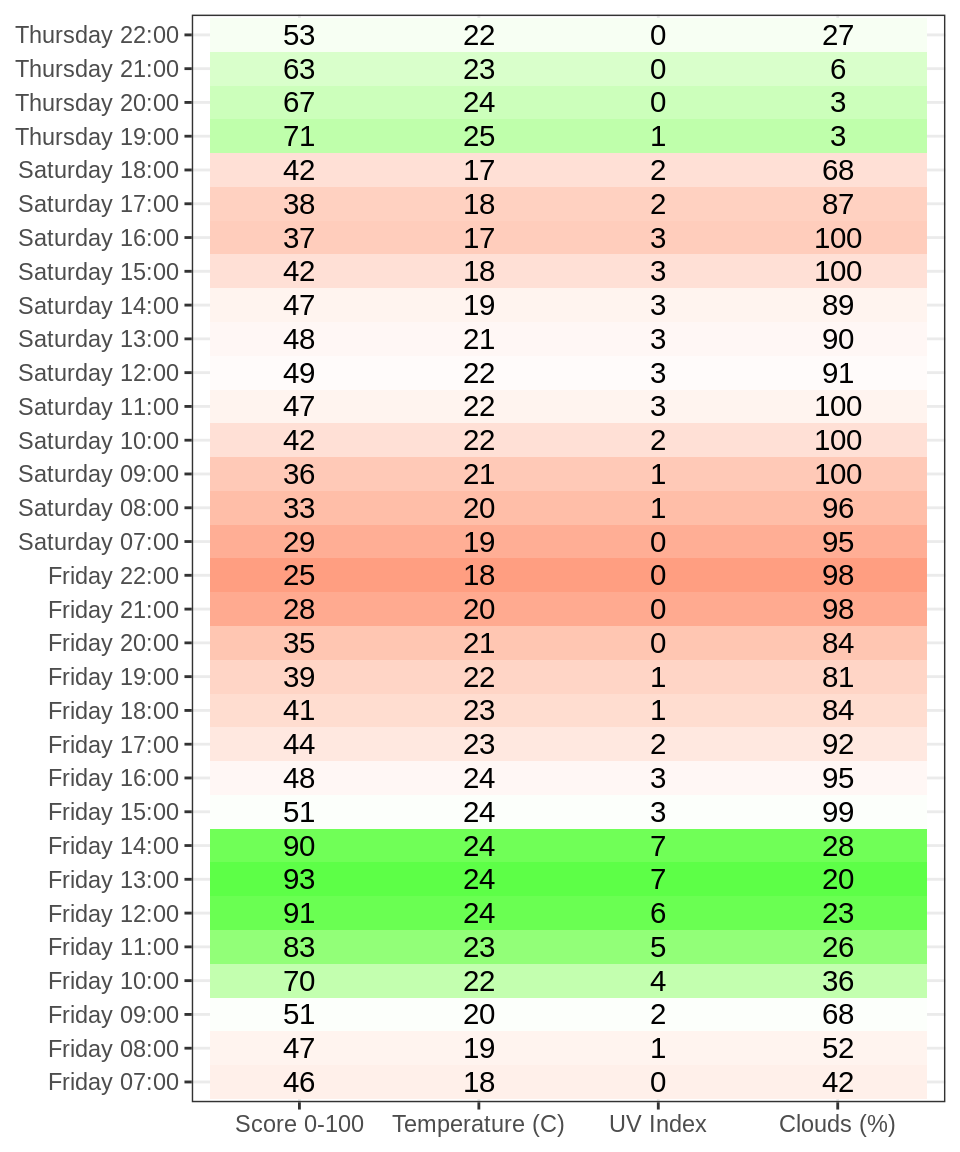 Thursday 22:00 53 22 0 27
Thursday 21:00 63 23 0 6
Thursday 20:00 67 24 0 3
Thursday 19:00 71 25 1 3
Saturday 18:00 42 17 2 68
Saturday 17:00 38 18 2 87
Saturday 16:00 37 17 3 100
Saturday 15:00 42 18 3 100
Saturday 14:00 47 19 3 89
Saturday 13:00 48 21 3 90
Saturday 12:00 49 22 3 91
Saturday 11:00 47 22 3 100
Saturday 10:00 42 22 2 100
Saturday 09:00 36 21 1 100
Saturday 08:00 33 20 1 96
Saturday 07:00 29 19 0 95
Friday 22:00 25 18 0 98
Friday 21:00 28 20 0 98
Friday 20:00 35 21 0 84
Friday 19:00 39 22 1 81
Friday 18:00 41 23 1 84
Friday 17:00 44 23 2 92
Friday 16:00 48 24 3 95
Friday 15:00 51 24 3 99
Friday 14:00 90 24 7 28
Friday 13:00 93 24 7 20
Friday 12:00 91 24 6 23
Friday 11:00 83 23 5 26
Friday 10:00 70 22 4 36
Friday 09:00 51 20 2 68
Friday 08:00 47 19 1 52
Friday 07:00 46 18 0 42
Score 0-100 Temperature (C) UV Index Clouds (%)